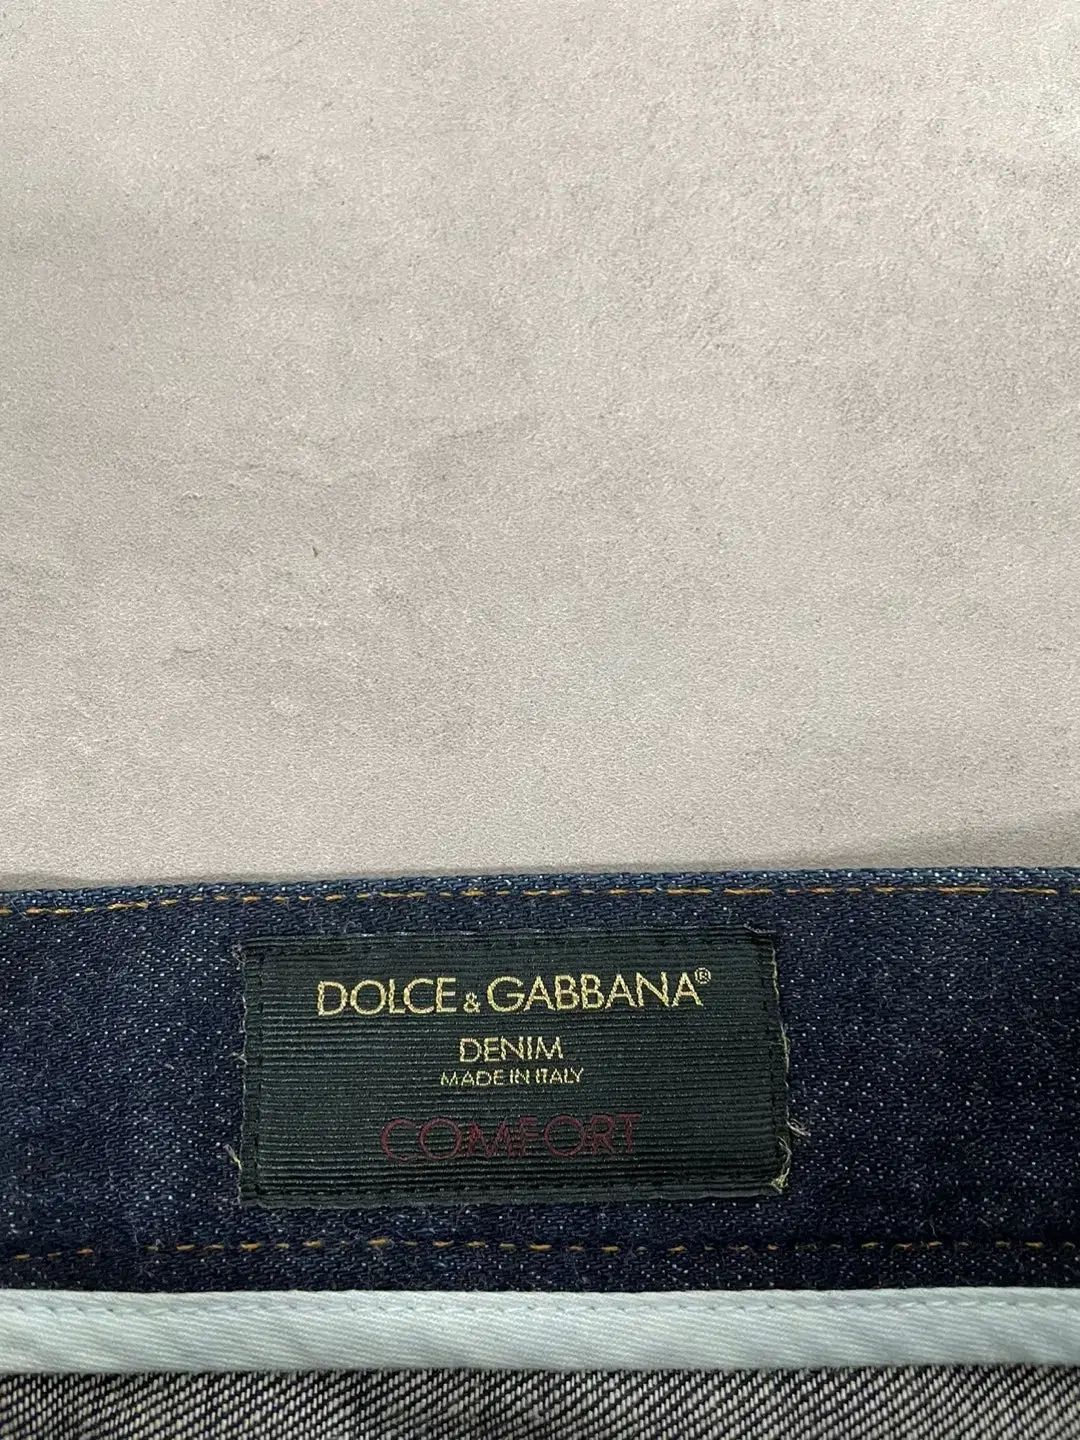 DOLCE & GABBANA®
DENIM
MADE IN ITALY
COMFORT